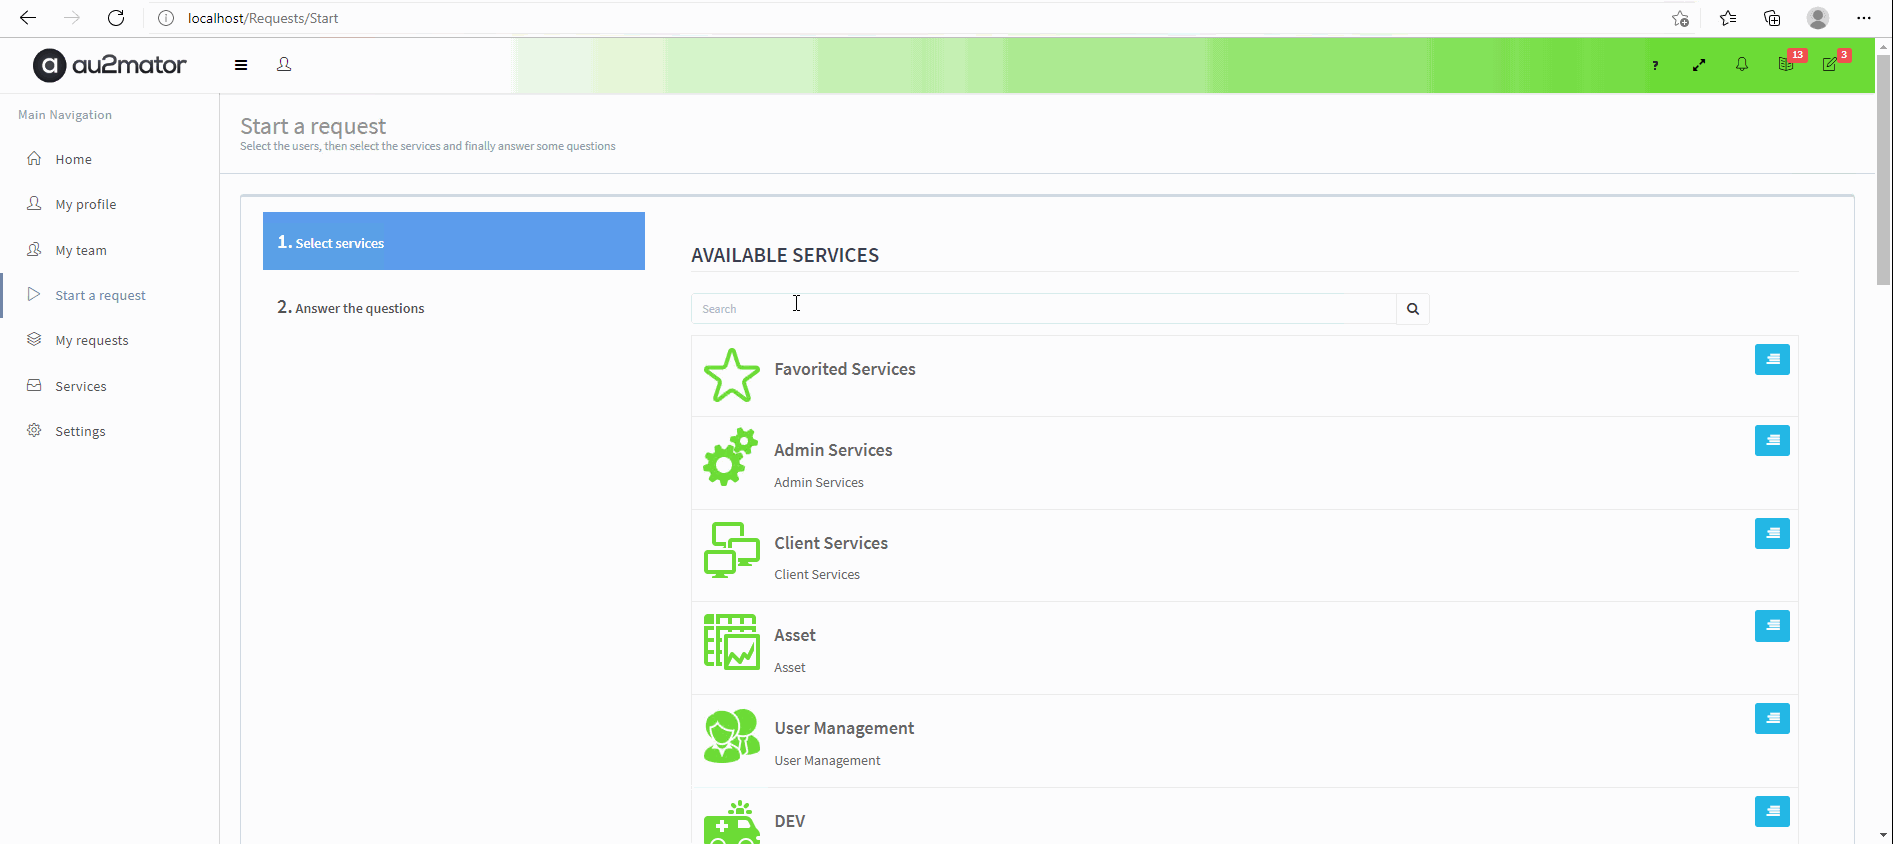 localhost/Requests/Start
a au2mator
? 13 3
Main Navigation
Home
My profile
My team
Start a request
My requests
Services
Settings
Start a request
Select the users, then select the services and finally answer some questions
1. Select services
2. Answer the questions
AVAILABLE SERVICES
Search
Favorited Services
Admin Services
Admin Services
Client Services
Client Services
Asset
Asset
User Management
User Management
DEV